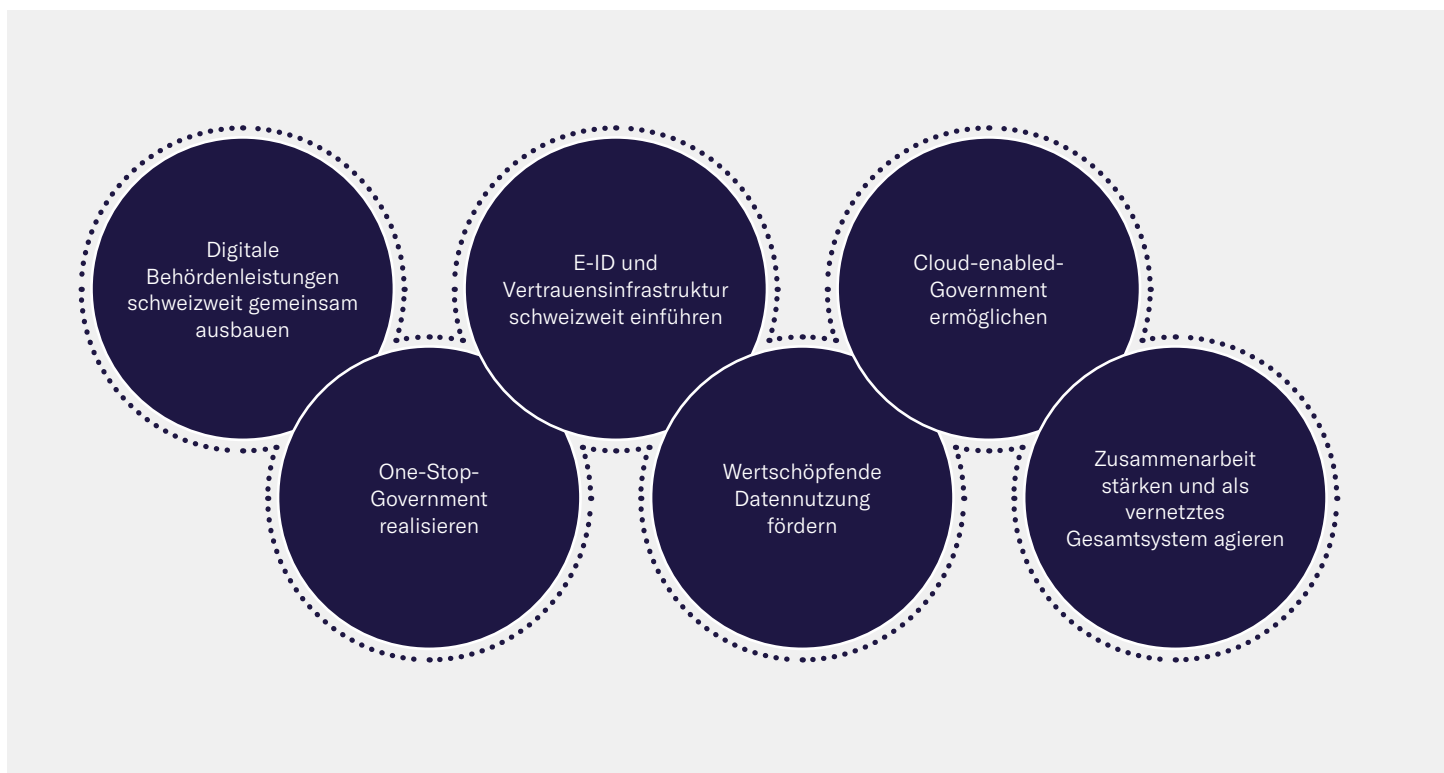 Digitale
Behördenleistungen
schweizweit gemeinsam
ausbauen
One-Stop-
Government
realisieren
E-ID und
Vertrauensinfrastruktur
schweizweit einführen
Wertschöpfende
Datennutzung
fördern
Cloud-enabled-
Government
ermöglichen
Zusammenarbeit
stärken und als
vernetztes
Gesamtsystem agieren